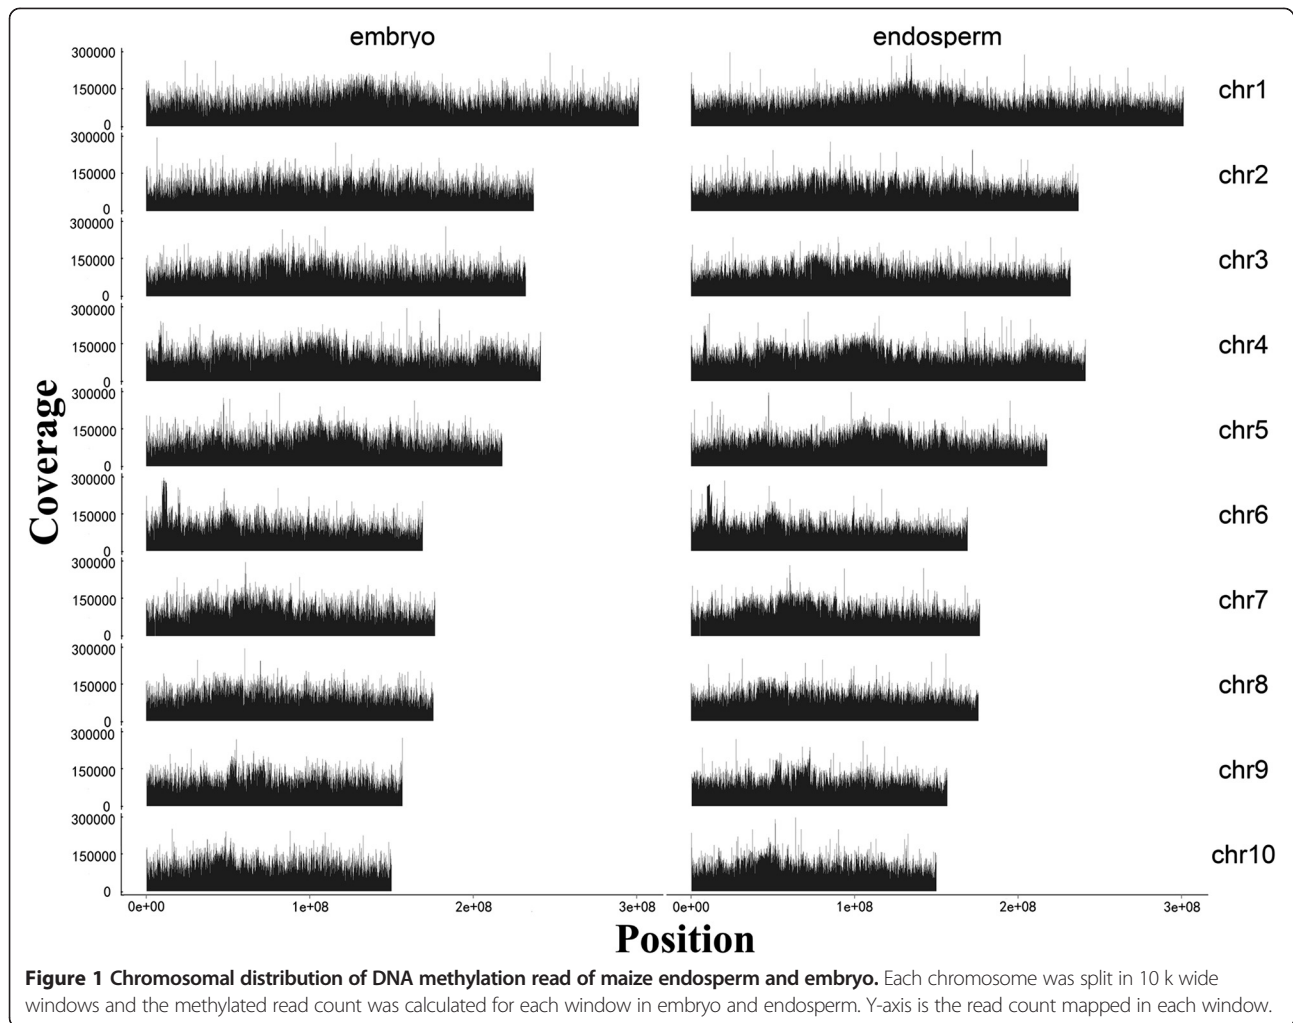 embryo endosperm
300000
150000
0
chr1
300000
150000
0
chr2
300000
150000
0
chr3
300000
150000
0
chr4
300000
150000
0
chr5
300000
150000
0
chr6
300000
150000
0
chr7
300000
150000
0
chr8
300000
150000
0
chr9
300000
150000
0
chr10
Coverage
0e+00 1e+08 2e+08 3e+08 0e+00 1e+08 2e+08 3e+08
Position
Figure 1 Chromosomal distribution of DNA methylation read of maize endosperm and embryo. Each chromosome was split in 10 k wide
windows and the methylated read count was calculated for each window in embryo and endosperm. Y-axis is the read count mapped in each window.